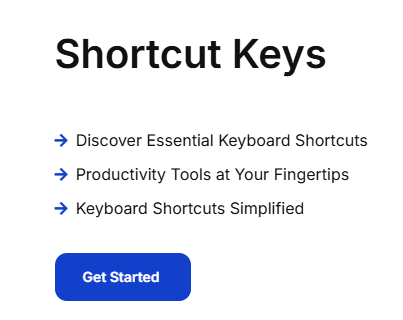 Shortcut Keys
Discover Essential Keyboard Shortcuts
Productivity Tools at Your Fingertips
Keyboard Shortcuts Simplified
Get Started